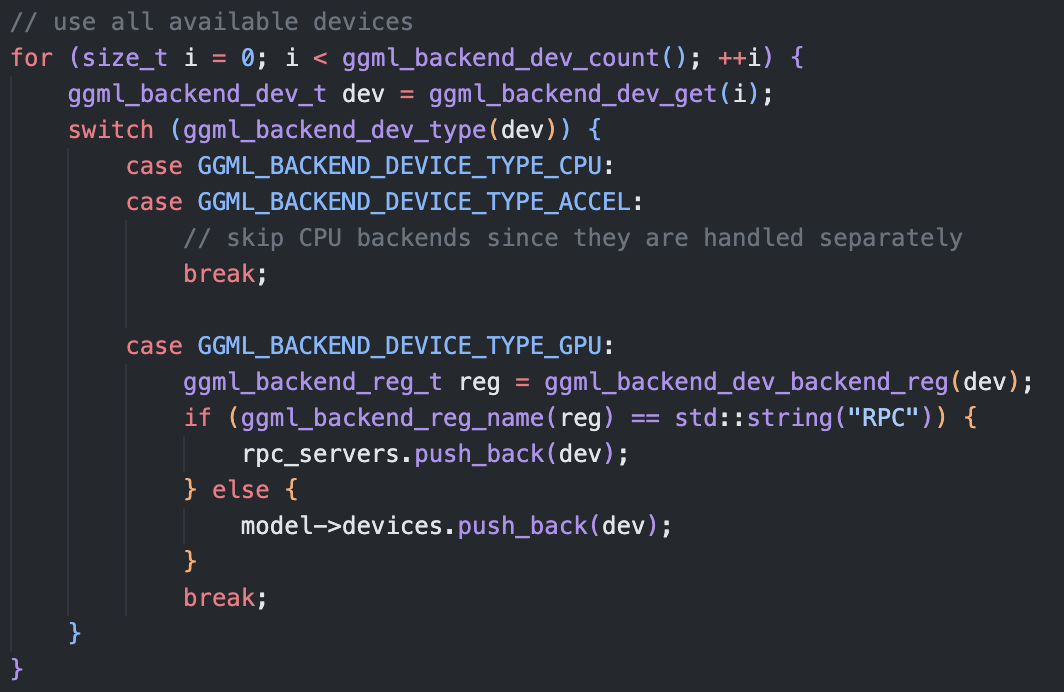 // use all available devices
for (size_t i = 0; i < ggml_backend_dev_count(); ++i) {
    ggml_backend_dev_t dev = ggml_backend_dev_get(i);
    switch (ggml_backend_dev_type(dev)) {
        case GGML_BACKEND_DEVICE_TYPE_CPU:
        case GGML_BACKEND_DEVICE_TYPE_ACCEL:
            // skip CPU backends since they are handled separately
            break;

        case GGML_BACKEND_DEVICE_TYPE_GPU:
            ggml_backend_reg_t reg = ggml_backend_dev_backend_reg(dev);
            if (ggml_backend_reg_name(reg) == std::string("RPC")) {
                rpc_servers.push_back(dev);
            } else {
                model->devices.push_back(dev);
            }
            break;
    }
}